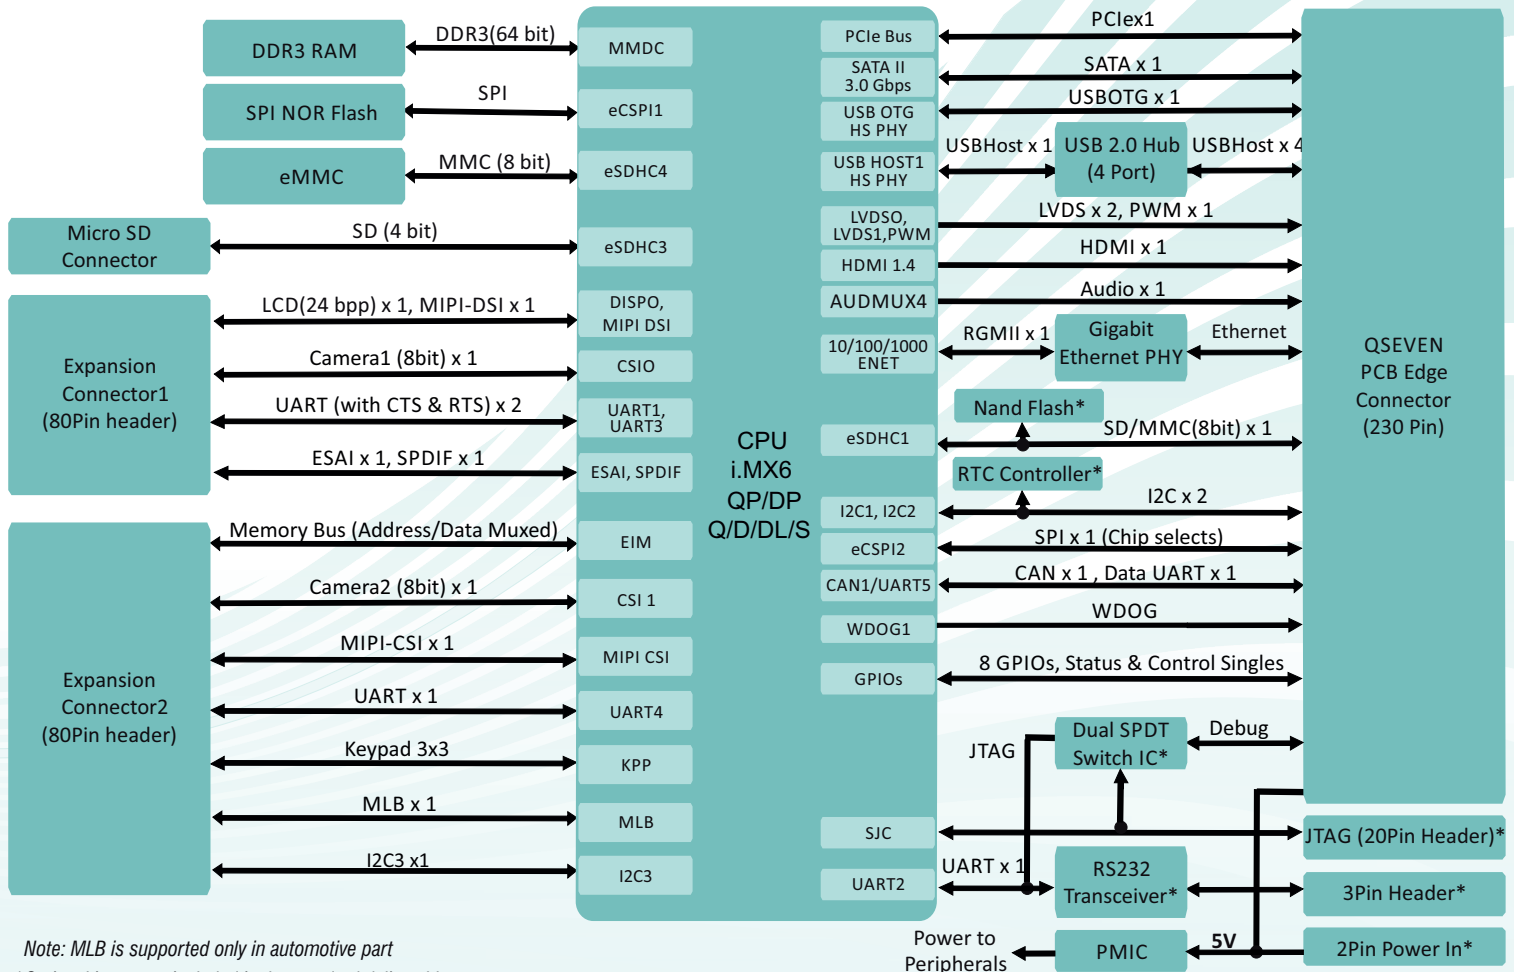 DDR3 RAM
DDR3(64 bit)
MMDC
SPI NOR Flash
SPI
eCSPI1
eMMC
MMC (8 bit)
eSDHC4
Micro SD
Connector
SD (4 bit)
eSDHC3
Expansion
Connector1
(80Pin header)
LCD(24 bpp) x 1, MIPI-DSI x 1
DISPO,
MIPI DSI
Camera1 (8bit) x 1
CSIO
UART (with CTS & RTS) x 2
UART1,
UART3
ESAI x 1, SPDIF x 1
ESAI, SPDIF
Expansion
Connector2
(80Pin header)
Memory Bus (Address/Data Muxed)
EIM
Camera2 (8bit) x 1
CSI 1
MIPI-CSI x 1
MIPI CSI
UART x 1
UART4
Keypad 3x3
KPP
MLB x 1
MLB
I2C3 x1
I2C3
CPU
i.MX6
QP/DP
Q/D/DL/S
PCIe Bus
PCIex1
SATA II
3.0 Gbps
SATA x 1
USB OTG
HS PHY
USBOTG x 1
USB HOST1
HS PHY
USBHost x 1
USB 2.0 Hub
(4 Port)
USBHost x 4
LVDSO,
LVDS1,PWM
LVDS x 2, PWM x 1
HDMI 1.4
HDMI x 1
AUDMUX4
Audio x 1
10/100/1000
ENET
RGMII x 1
Gigabit
Ethernet PHY
Ethernet
Nand Flash*
eSDHC1
SD/MMC(8bit) x 1
RTC Controller*
I2C1, I2C2
I2C x 2
eCSPI2
SPI x 1 (Chip selects)
CAN1/UART5
CAN x 1 , Data UART x 1
WDOG1
WDOG
GPIOs
8 GPIOs, Status & Control Singles
QSEVEN
PCB Edge
Connector
(230 Pin)
JTAG
Dual SPDT
Switch IC*
Debug
SJC
JTAG (20Pin Header)*
UART2
UART x 1
RS232
Transceiver*
3Pin Header*
Power to
Peripherals
PMIC
5V
2Pin Power In*
Note: MLB is supported only in automotive part